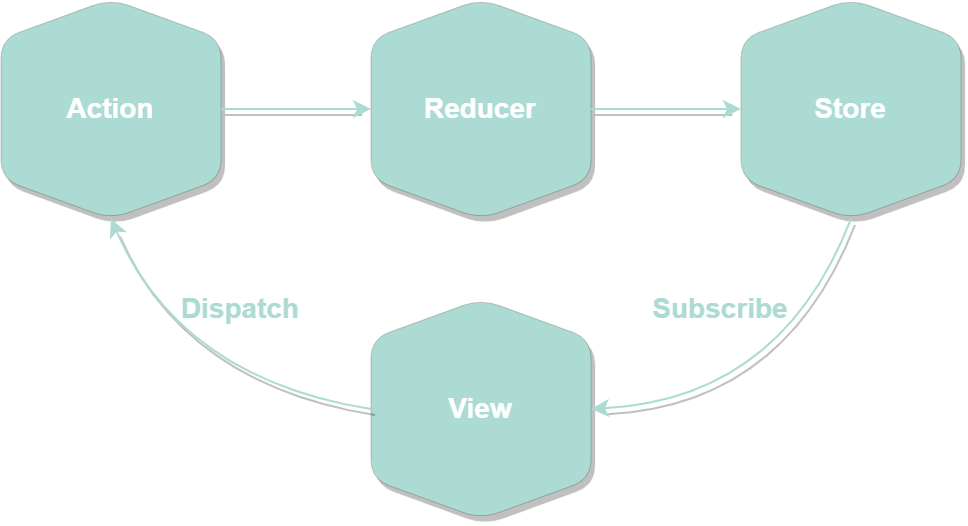 Action
Reducer
Store
Dispatch
Subscribe
View